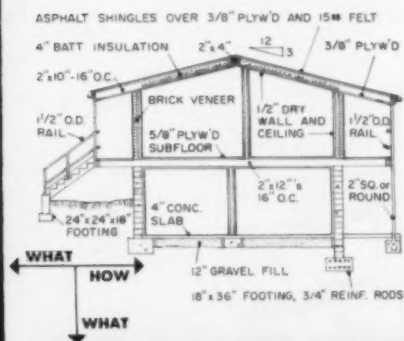 ASPHALT SHINGLES OVER 3/8" PLYW'D AND 15## FELT
4" BATT INSULATION
2"x4"
12
3
3/8" PLYW'D
2"x10"-16"O.C.
BRICK VENEER
1/2" DRY
WALL AND
CEILING
1 1/2" O.D.
RAIL
1 1/2" O.D.
RAIL
5/8" PLYW'D
SUBFLOOR
2"x12"'s
16" O.C.
2" SQ. or
ROUND
4" CONC.
SLAB
24"x24"x18"
FOOTING
12" GRAVEL FILL
18"x36" FOOTING, 3/4" REINF. RODS
WHAT
HOW
WHAT